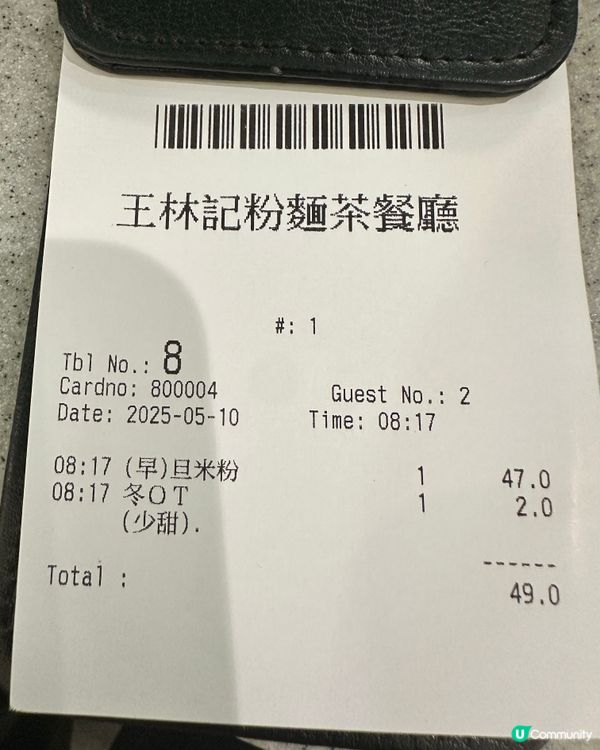 王林記粉麵茶餐廳
#: 1
Tbl No.: 8
Cardno: 800004 Guest No.: 2
Date: 2025-05-10 Time: 08:17
08:17 (早)旦米粉 1 47.0
08:17 冬OT 1 2.0
(少甜).
------
Total : 49.0
U Community